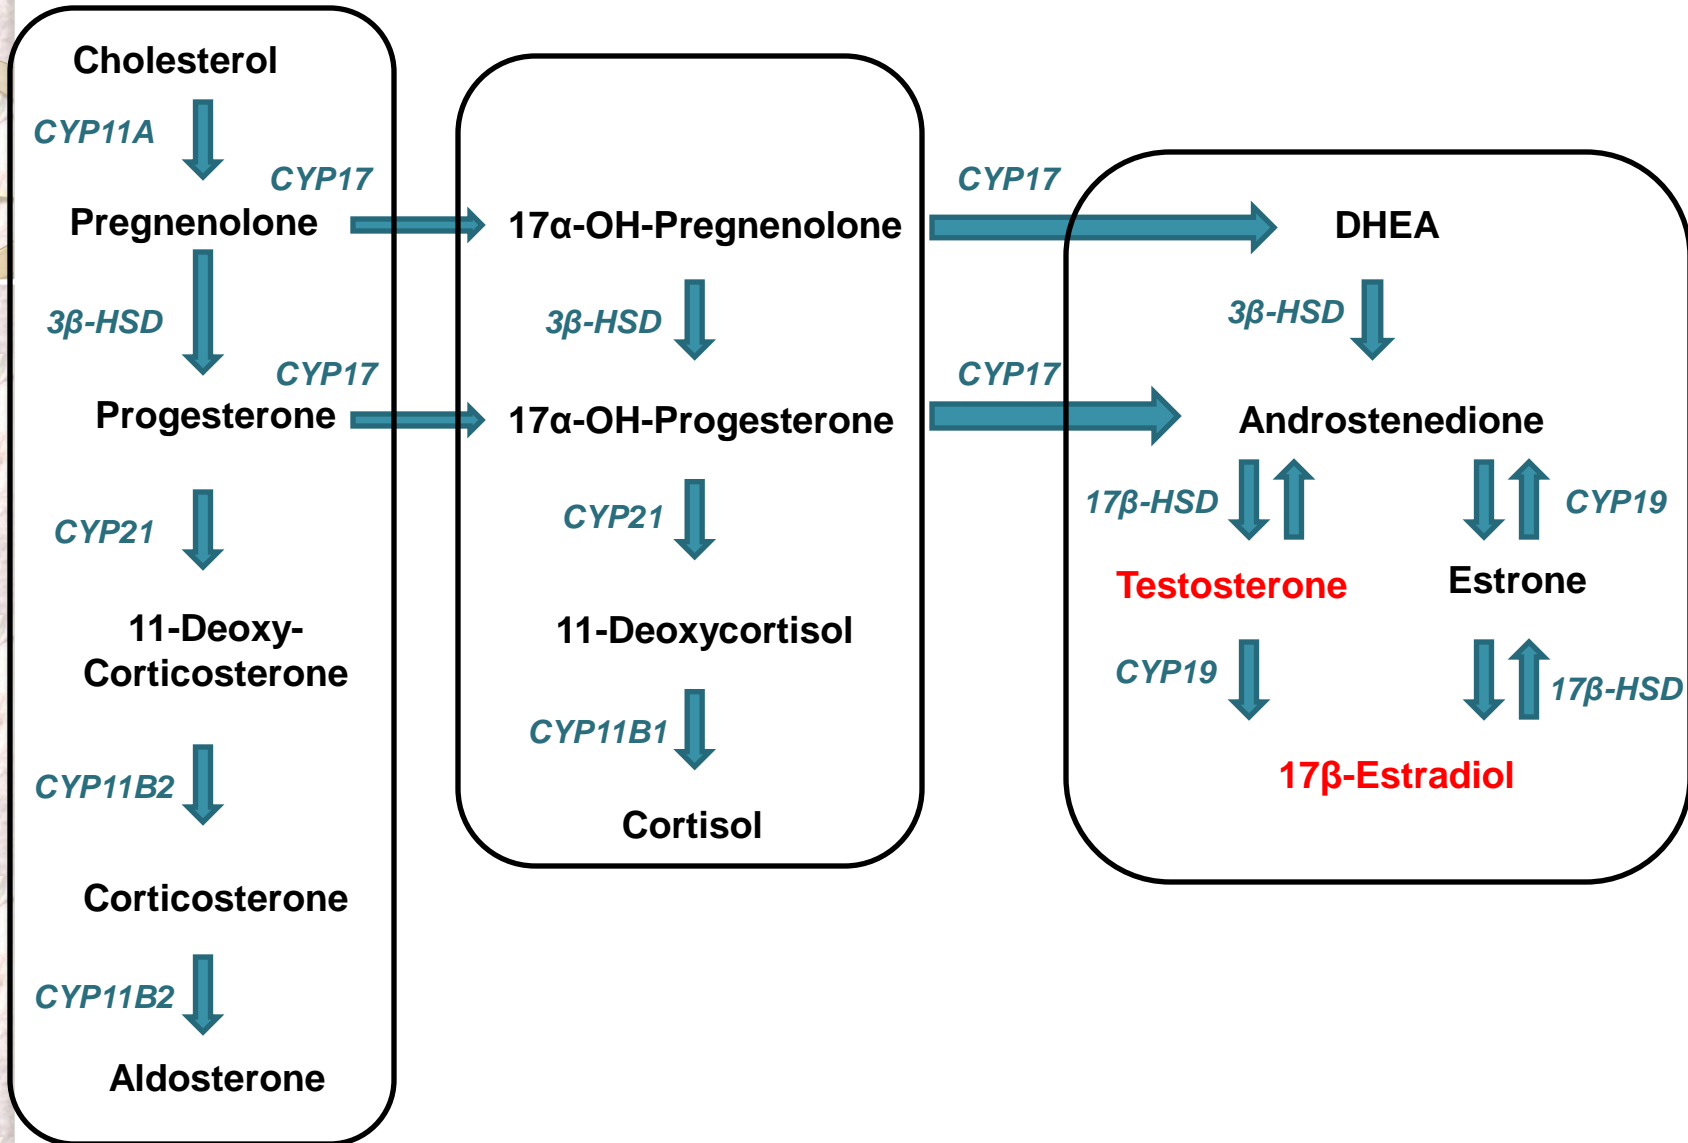 Cholesterol
CYP11A
CYP17
Pregnenolone
3β-HSD
CYP17
Progesterone
CYP21
11-Deoxy-
Corticosterone
CYP11B2
Corticosterone
CYP11B2
Aldosterone
CYP17
17α-OH-Pregnenolone
3β-HSD
CYP17
17α-OH-Progesterone
CYP21
11-Deoxycortisol
CYP11B1
Cortisol
DHEA
3β-HSD
Androstenedione
17β-HSD
CYP19
Testosterone
Estrone
CYP19
17β-HSD
17β-Estradiol